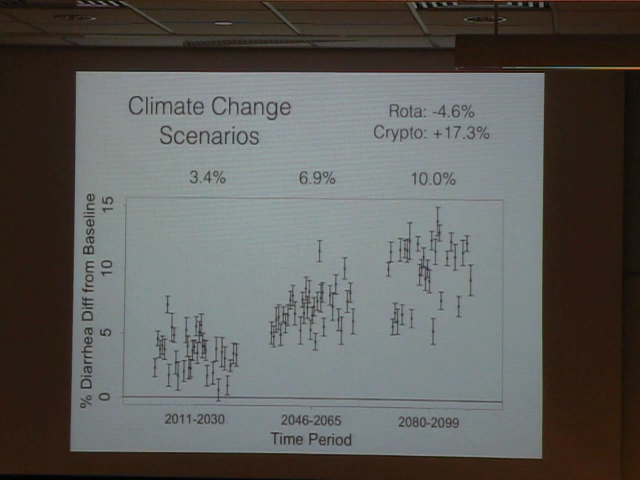 Climate Change
Scenarios
Rota: -4.6%
Crypto: +17.3%
3.4%
6.9%
10.0%
% Diarrhea Diff from Baseline
15
10
5
0
2011-2030
2046-2065
2080-2099
Time Period